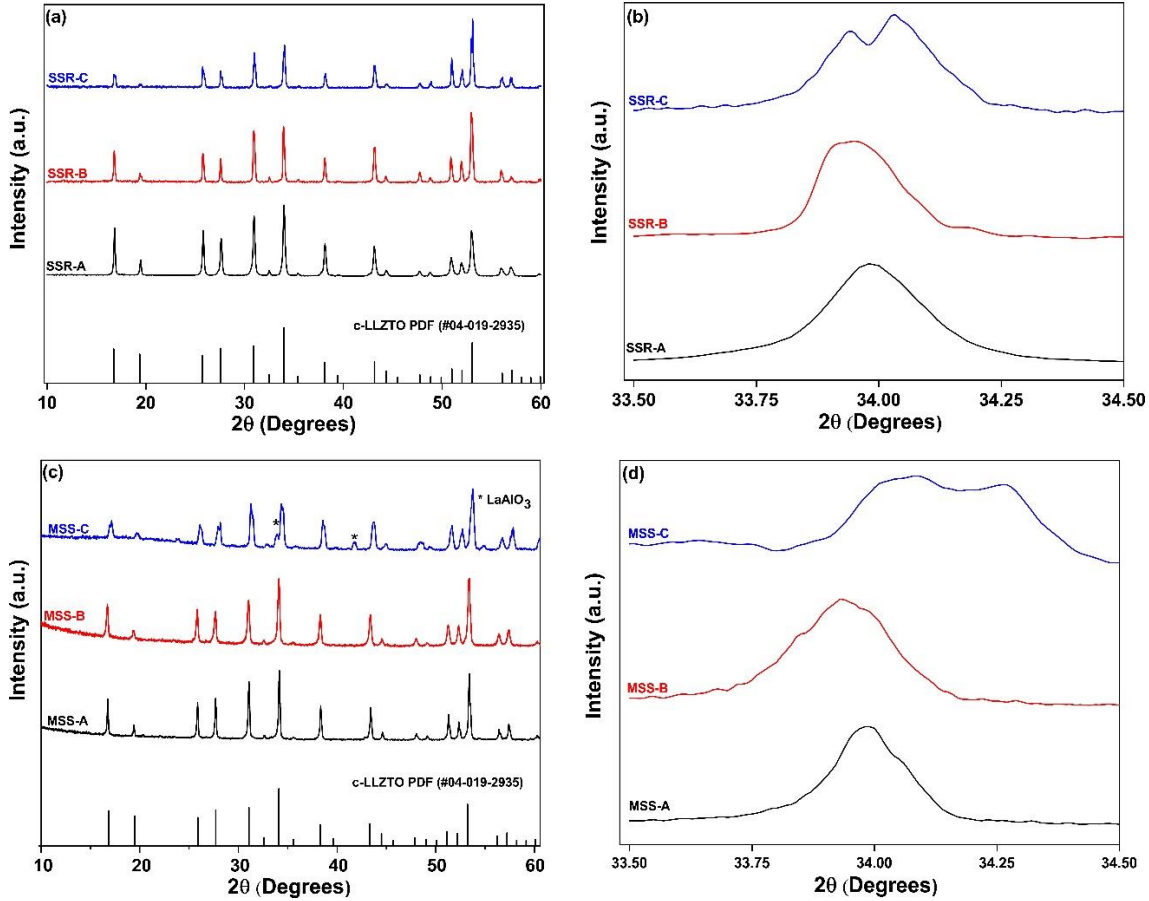 (a)
SSR-C
SSR-B
SSR-A
c-LLZTO PDF (#04-019-2935)
Intensity (a.u.)
10 20 30 40 50 60
2θ (Degrees)
(b)
SSR-C
SSR-B
SSR-A
Intensity (a.u.)
33.50 33.75 34.00 34.25 34.50
2θ (Degrees)
(c)
* LaAlO₃
MSS-C
* *
MSS-B
MSS-A
c-LLZTO PDF (#04-019-2935)
Intensity (a.u.)
10 20 30 40 50 60
2θ (Degrees)
(d)
MSS-C
MSS-B
MSS-A
Intensity (a.u.)
33.50 33.75 34.00 34.25 34.50
2θ (Degrees)